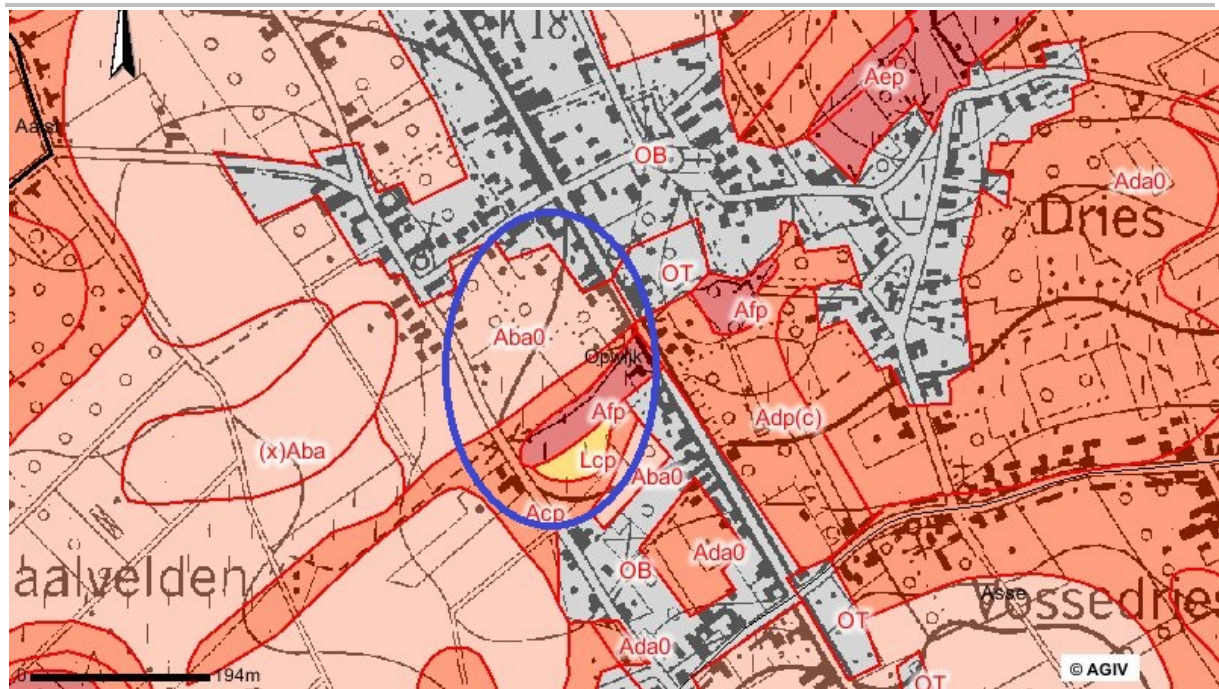 K 18.
Aep
Aalst
OB
Ada0
Dries
OT
Afp
Aba0
Opwijk
Afp
Adp(c)
(x)Aba
Lcp
Aba0
Acp
Ada0
OB
aalvelden
Asse
Vossedries
OT
Ada0
0 194m
© AGIV
OT